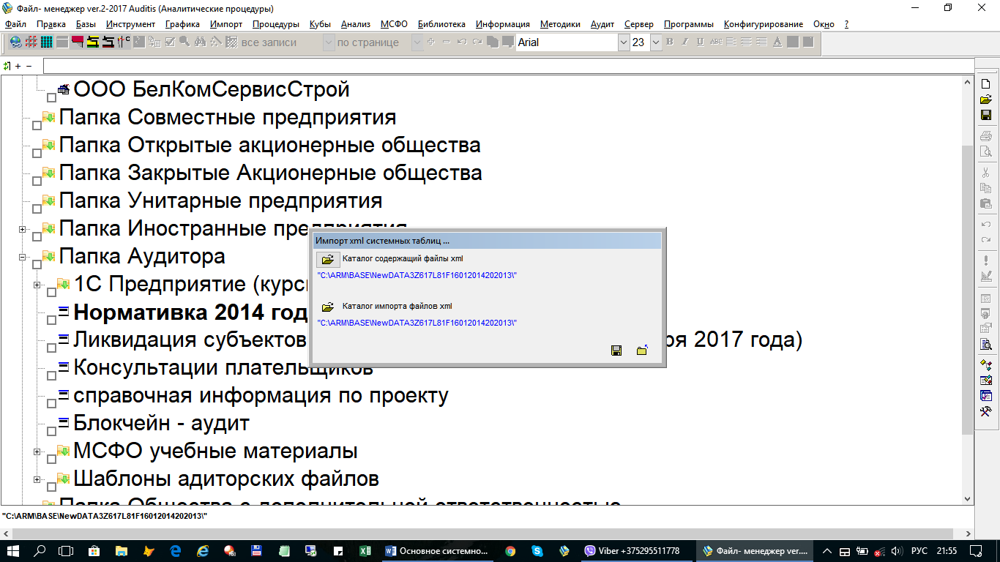 Файл- менеджер ver.2-2017 Auditis (Аналитические процедуры)
Файл Правка Базы Инструмент Графика Импорт Процедуры Кубы Анализ МСФО Библиотека Информация Методики Аудит Сервер Программы Конфигурирование Окно ?
все записи по странице Arial 23 B I U ABC A
+ −
ООО БелКомСервисСтрой
Папка Совместные предприятия
Папка Открытые акционерные общества
Папка Закрытые Акционерные общества
Папка Унитарные предприятия
Папка Иностранные предприятия
Папка Аудитора
1С Предприятие (курс
Нормативка 2014 год
Ликвидация субъектов ря 2017 года)
Консультации плательщиков
справочная информация по проекту
Блокчейн - аудит
МСФО учебные материалы
Шаблоны адиторских файлов
Папка Общества с дополнительной ответственностью
Импорт xml системных таблиц ...
Каталог содержащий файлы xml
"C:\ARM\BASE\NewDATA3Z617L81F16012014202013\"
Каталог импорта файлов xml
"C:\ARM\BASE\NewDATA3Z617L81F16012014202013\"
"C:\ARM\BASE\NewDATA3Z617L81F16012014202013\"
Основное системно... Viber +375295511778 Файл- менеджер ver.... РУС 21:55